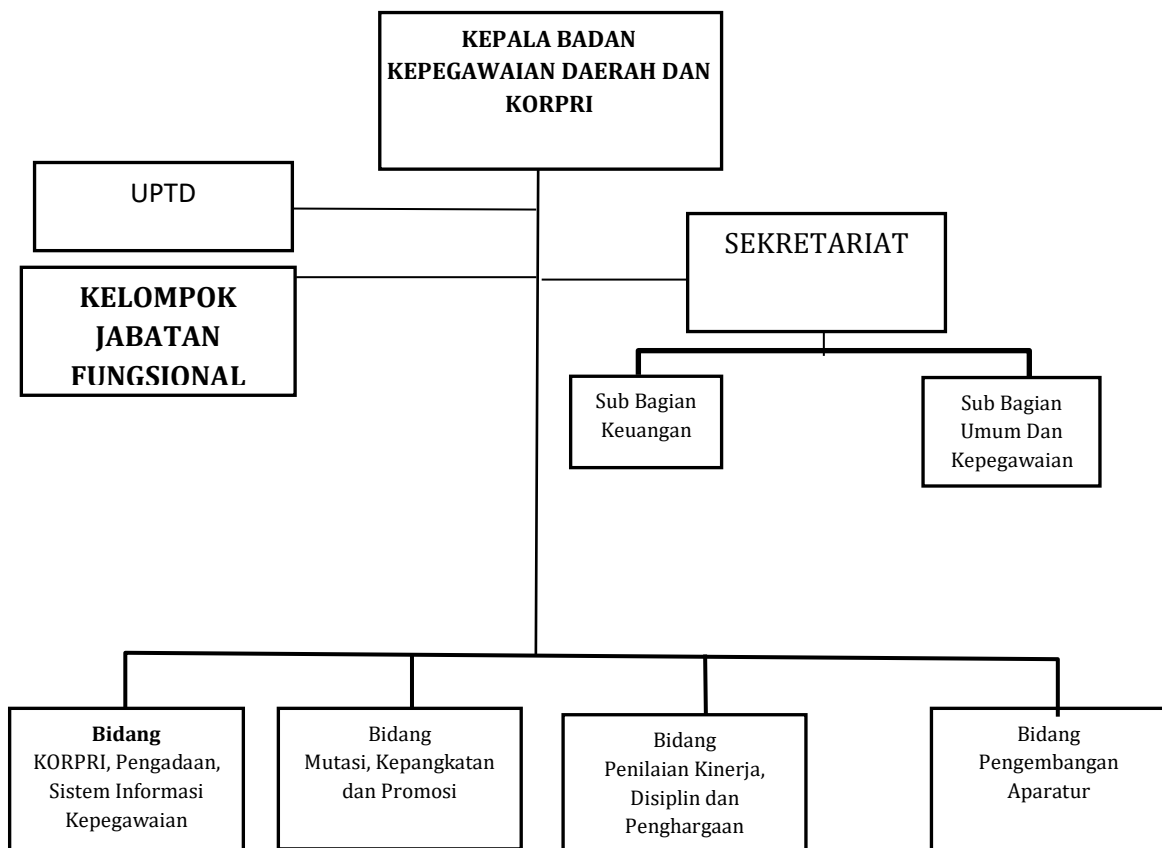 KEPALA BADAN
KEPEGAWAIAN DAERAH DAN
KORPRI
UPTD
SEKRETARIAT
KELOMPOK
JABATAN
FUNGSIONAL
Sub Bagian
Keuangan
Sub Bagian
Umum Dan
Kepegawaian
Bidang
KORPRI, Pengadaan,
Sistem Informasi
Kepegawaian
Bidang
Mutasi, Kepangkatan
dan Promosi
Bidang
Penilaian Kinerja,
Disiplin dan
Penghargaan
Bidang
Pengembangan
Aparatur